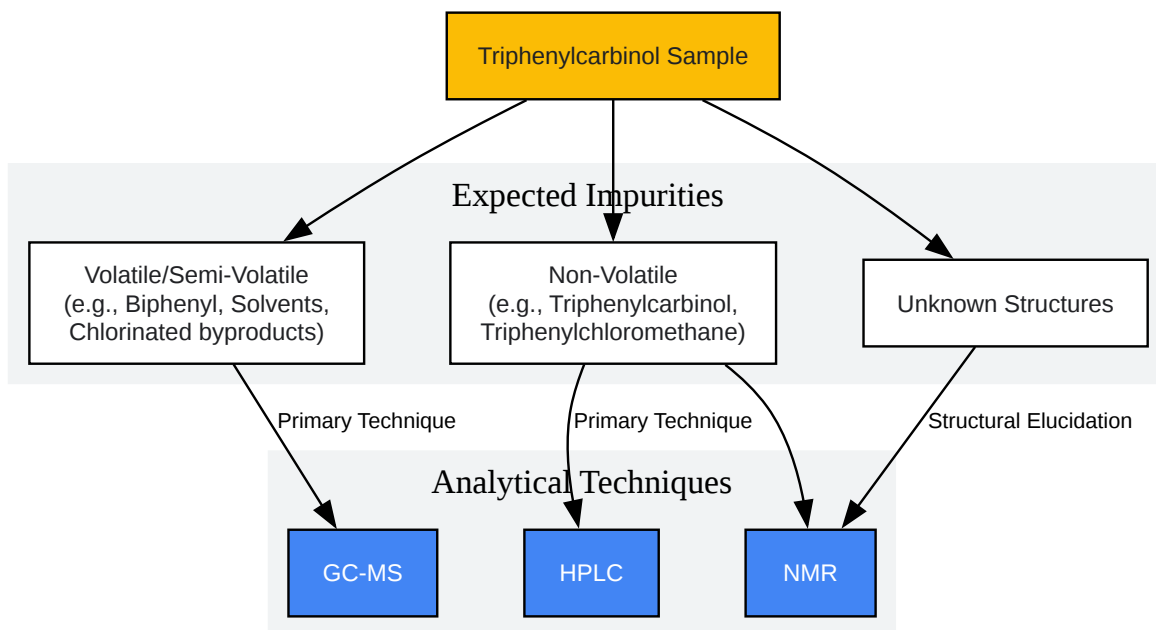 Triphenylcarbinol Sample
Expected Impurities
Volatile/Semi-Volatile
(e.g., Biphenyl, Solvents,
Chlorinated byproducts)
Non-Volatile
(e.g., Triphenylcarbinol,
Triphenylchloromethane)
Unknown Structures
Primary Technique
Primary Technique
Structural Elucidation
Analytical Techniques
GC-MS
HPLC
NMR